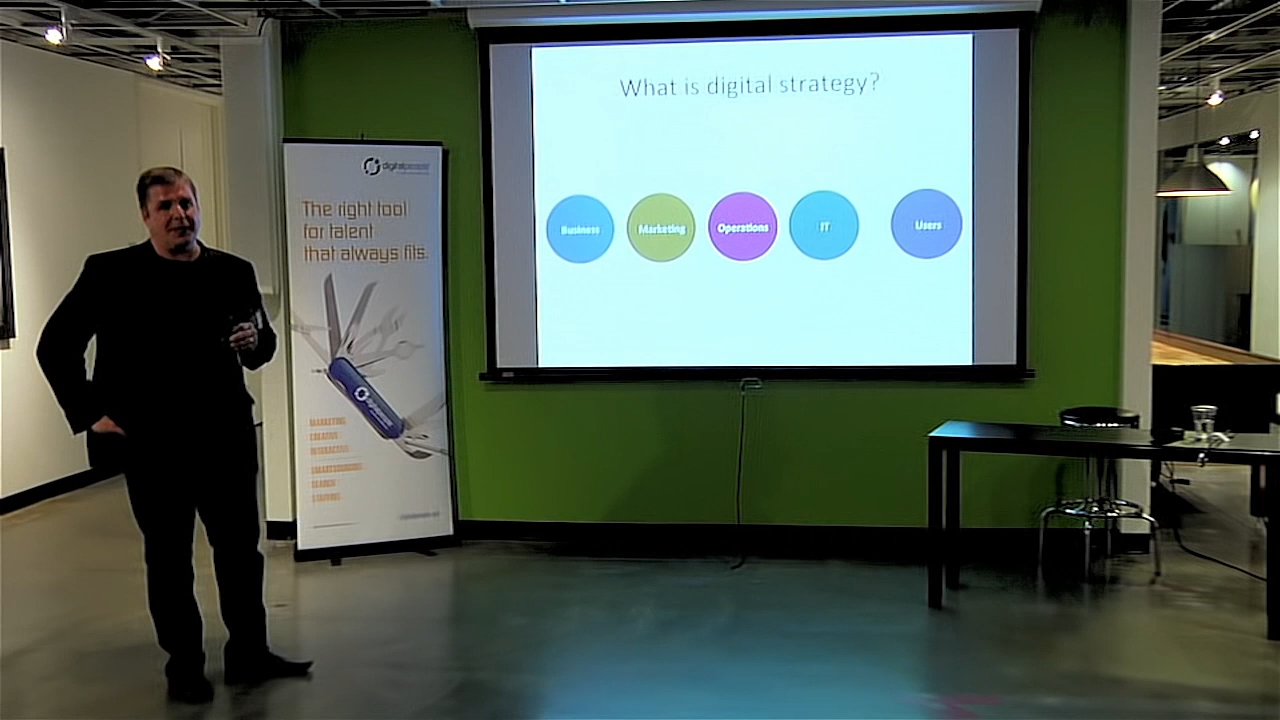 What is digital strategy?
Business
Marketing
Operations
IT
Users
digitalpeople
The right tool
for talent
that always fits.
MARKETING
CREATIVE
INTERACTIVE
SMARTSOURCING
SEARCH
STAFFING